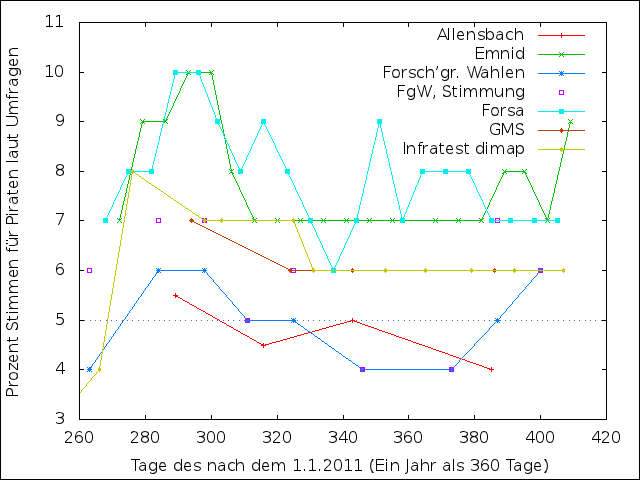 Prozent Stimmen für Piraten laut Umfragen
11
10
9
8
7
6
5
4
3
Allensbach
Emnid
Forsch'gr. Wahlen
FgW, Stimmung
Forsa
GMS
Infratest dimap
260 280 300 320 340 360 380 400 420
Tage des nach dem 1.1.2011 (Ein Jahr als 360 Tage)